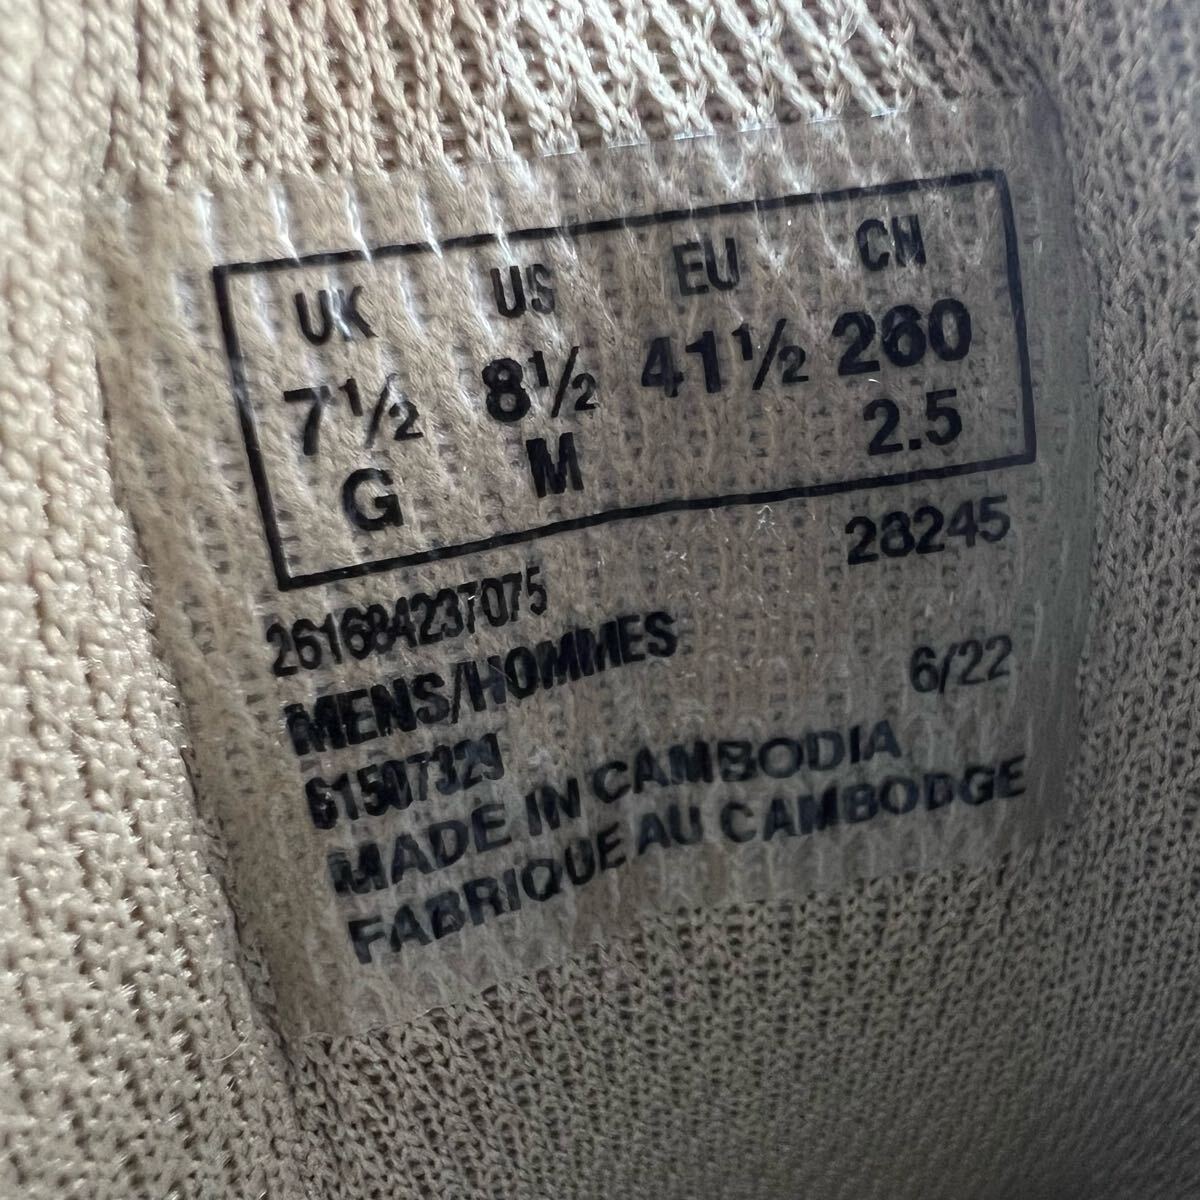 UK US EU CN
7½ 8½ 41½ 260
G M 2.5
261684237075 28245
MENS/HOMMES
61507329 6/22
MADE IN CAMBODIA
FABRIQUE AU CAMBODGE